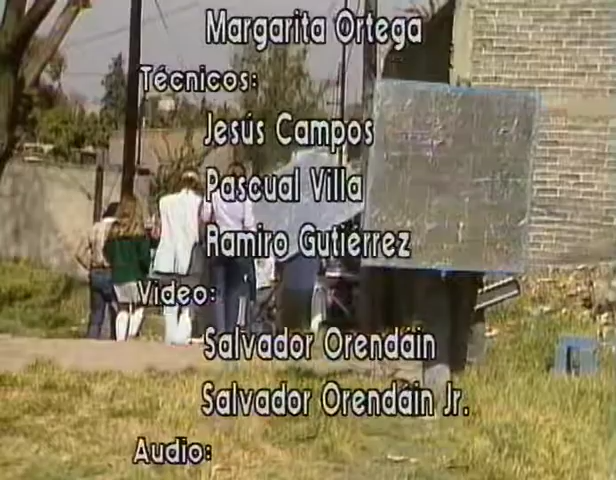 Margarita Ortega
Técnicos:
Jesús Campos
Pascual Villa
Ramiro Gutiérrez
Video:
Salvador Orendáin
Salvador Orendáin Jr.
Audio: